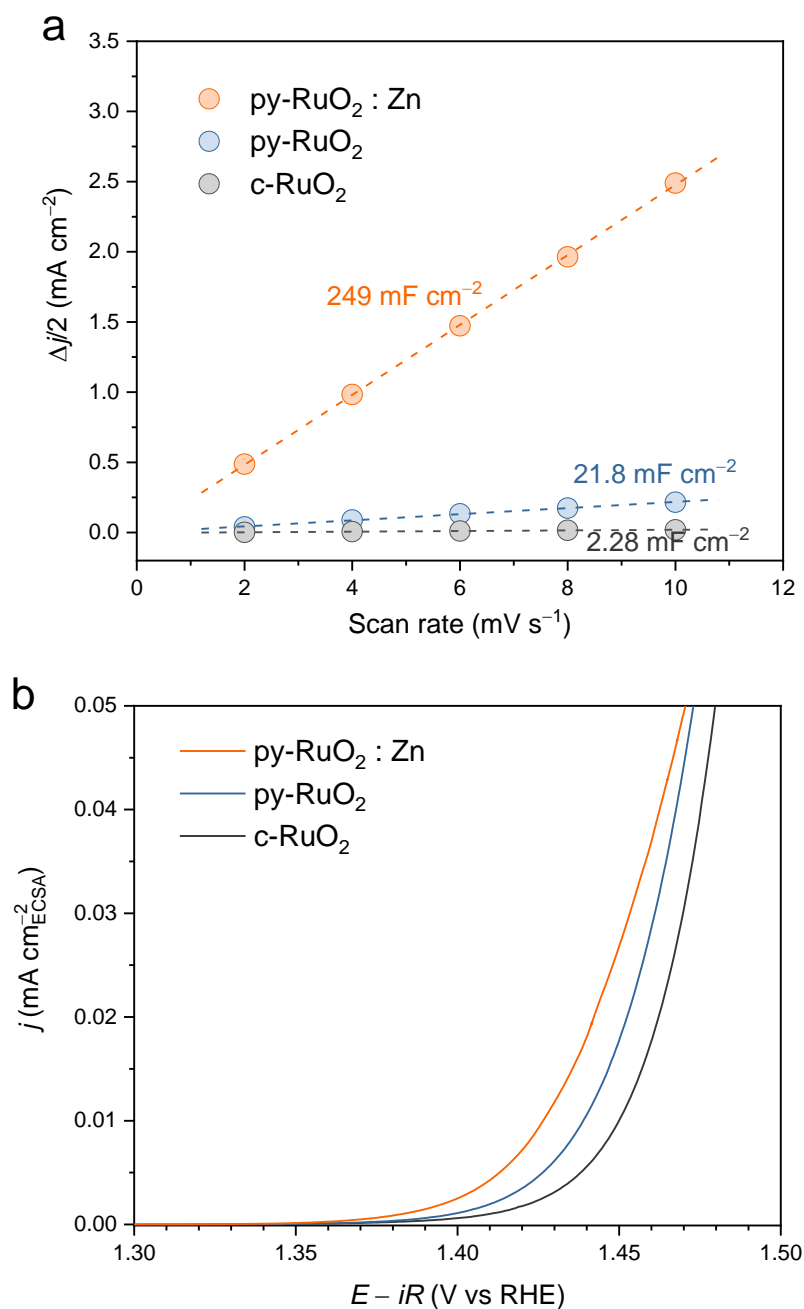 a
3.5
3.0
2.5
2.0
1.5
1.0
0.5
0.0
Δj/2 (mA cm⁻²)
py-RuO₂ : Zn
py-RuO₂
c-RuO₂
249 mF cm⁻²
21.8 mF cm⁻²
2.28 mF cm⁻²
0 2 4 6 8 10 12
Scan rate (mV s⁻¹)
b
0.05
0.04
0.03
0.02
0.01
0.00
j (mA cm⁻²ECSA)
py-RuO₂ : Zn
py-RuO₂
c-RuO₂
1.30 1.35 1.40 1.45 1.50
E – iR (V vs RHE)